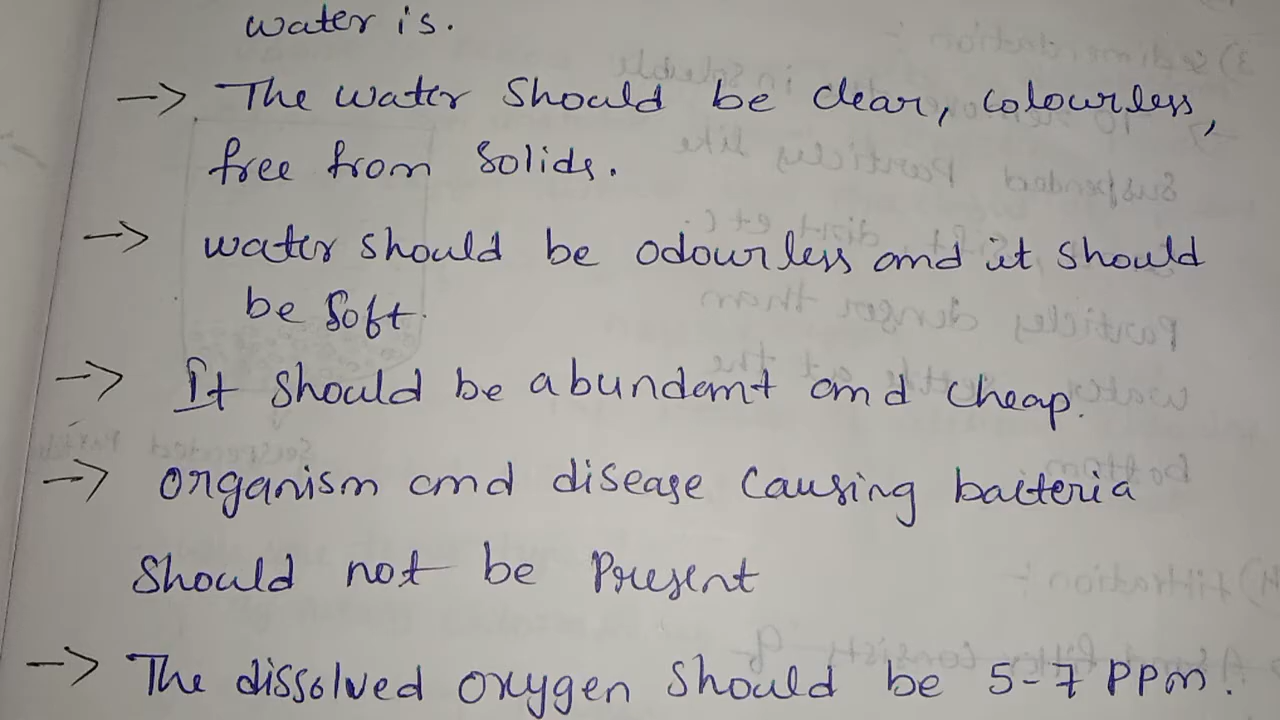 water is.
→ The water should be clear, colourless,
free from solids.
→ water should be odourless and it should
be soft.
→ It should be abundant and cheap.
→ organism and disease causing bacteria
should not be Present
→ The dissolved oxygen should be 5-7 PPm.